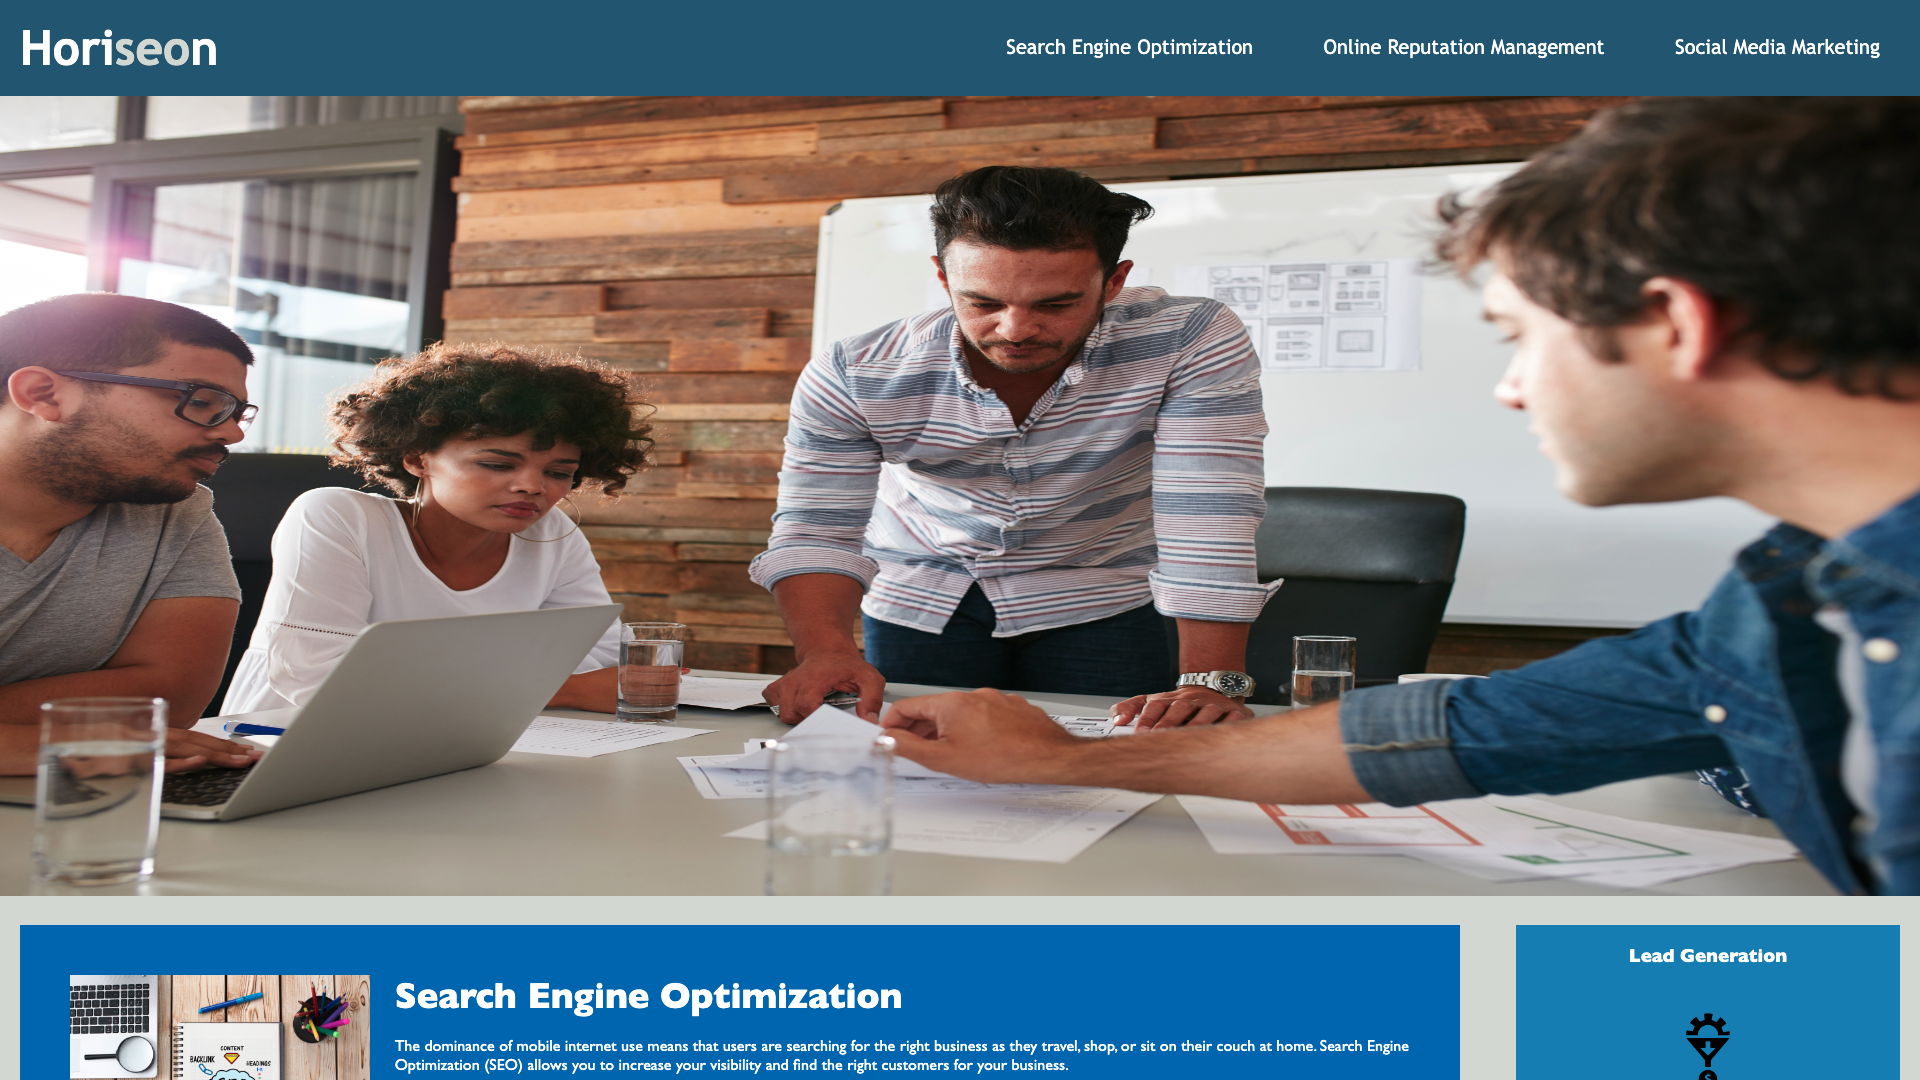 Horiseon
Search Engine Optimization
Online Reputation Management
Social Media Marketing
Search Engine Optimization
The dominance of mobile internet use means that users are searching for the right business as they travel, shop, or sit on their couch at home. Search Engine
Optimization (SEO) allows you to increase your visibility and find the right customers for your business.
Lead Generation
CONTENT
BACKLINK
HEADINGS